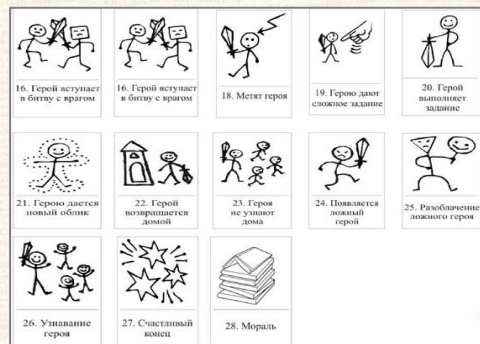 16. Герой вступает
в битву с врагом
16. Герой вступает
в битву с врагом
18. Метят героя
19. Герою дают
сложное задание
20. Герой
выполняет
задание
21. Герою дается
новый облик
22. Герой
возвращается
домой
23. Героя
не узнают
дома
24. Появляется
ложный
герой
25. Разоблачение
ложного героя
26. Узнавание
героя
27. Счастливый
конец
28. Мораль